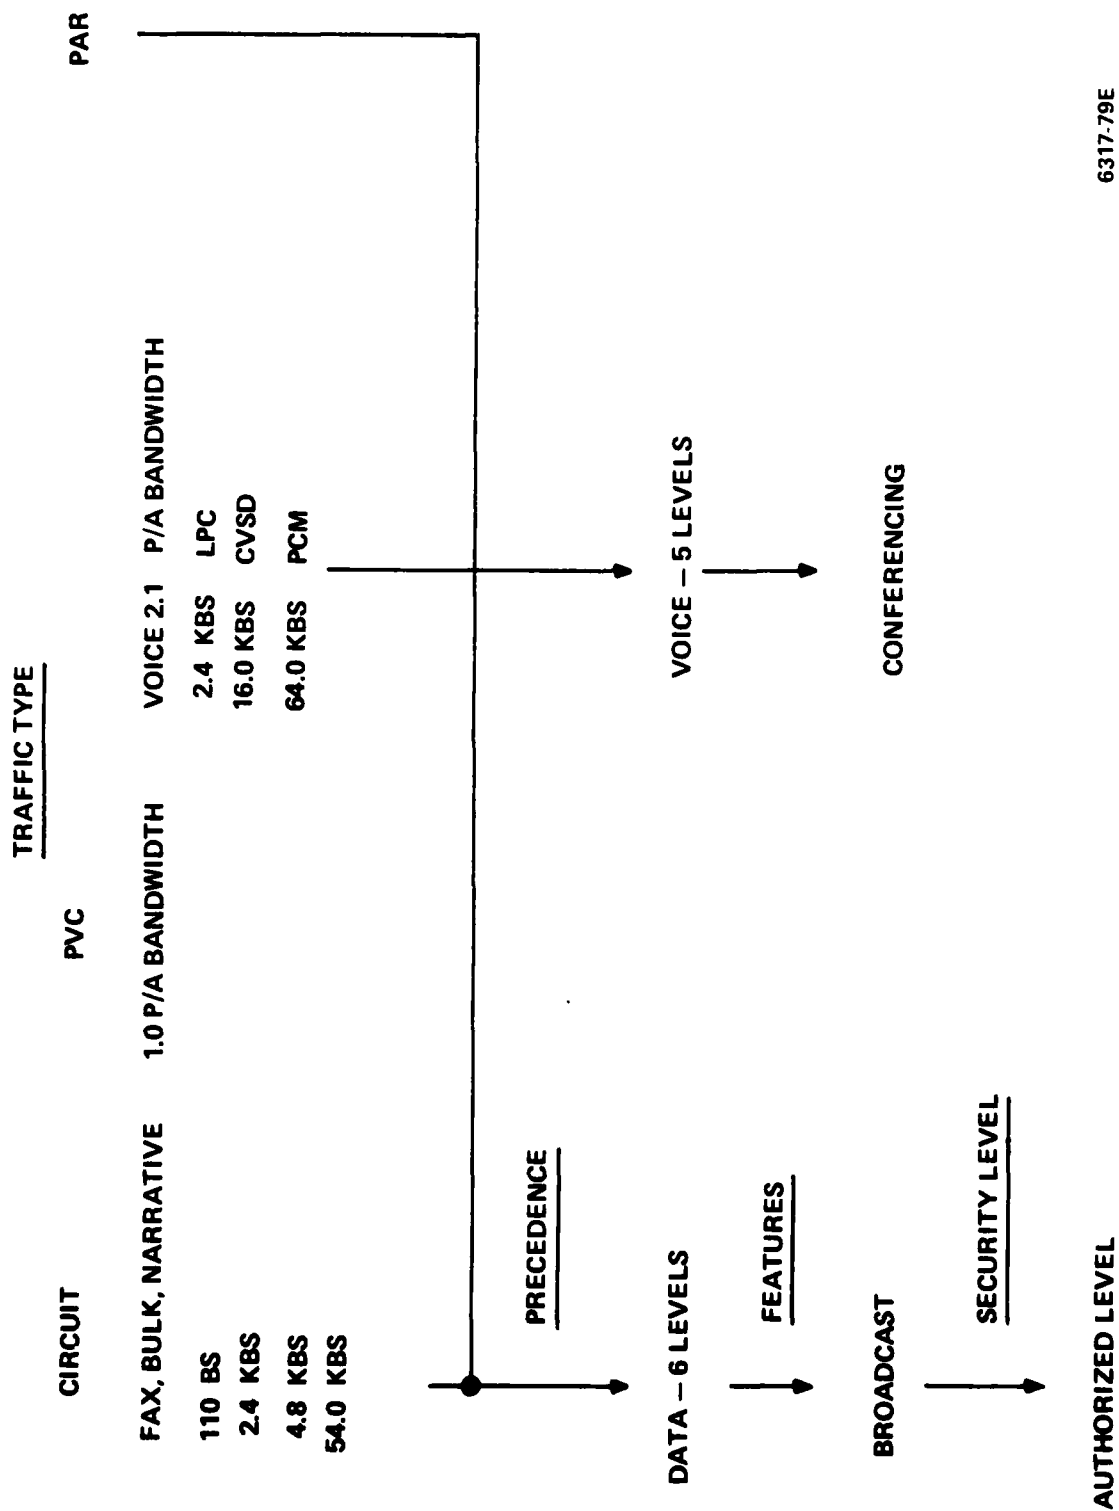 TRAFFIC TYPE
CIRCUIT PVC PAR
FAX, BULK, NARRATIVE 1.0 P/A BANDWIDTH VOICE 2.1 P/A BANDWIDTH
110 BS 2.4 KBS LPC
2.4 KBS 16.0 KBS CVSD
4.8 KBS 64.0 KBS PCM
54.0 KBS
PRECEDENCE
DATA – 6 LEVELS VOICE – 5 LEVELS
FEATURES
BROADCAST CONFERENCING
SECURITY LEVEL
AUTHORIZED LEVEL
6317-79E